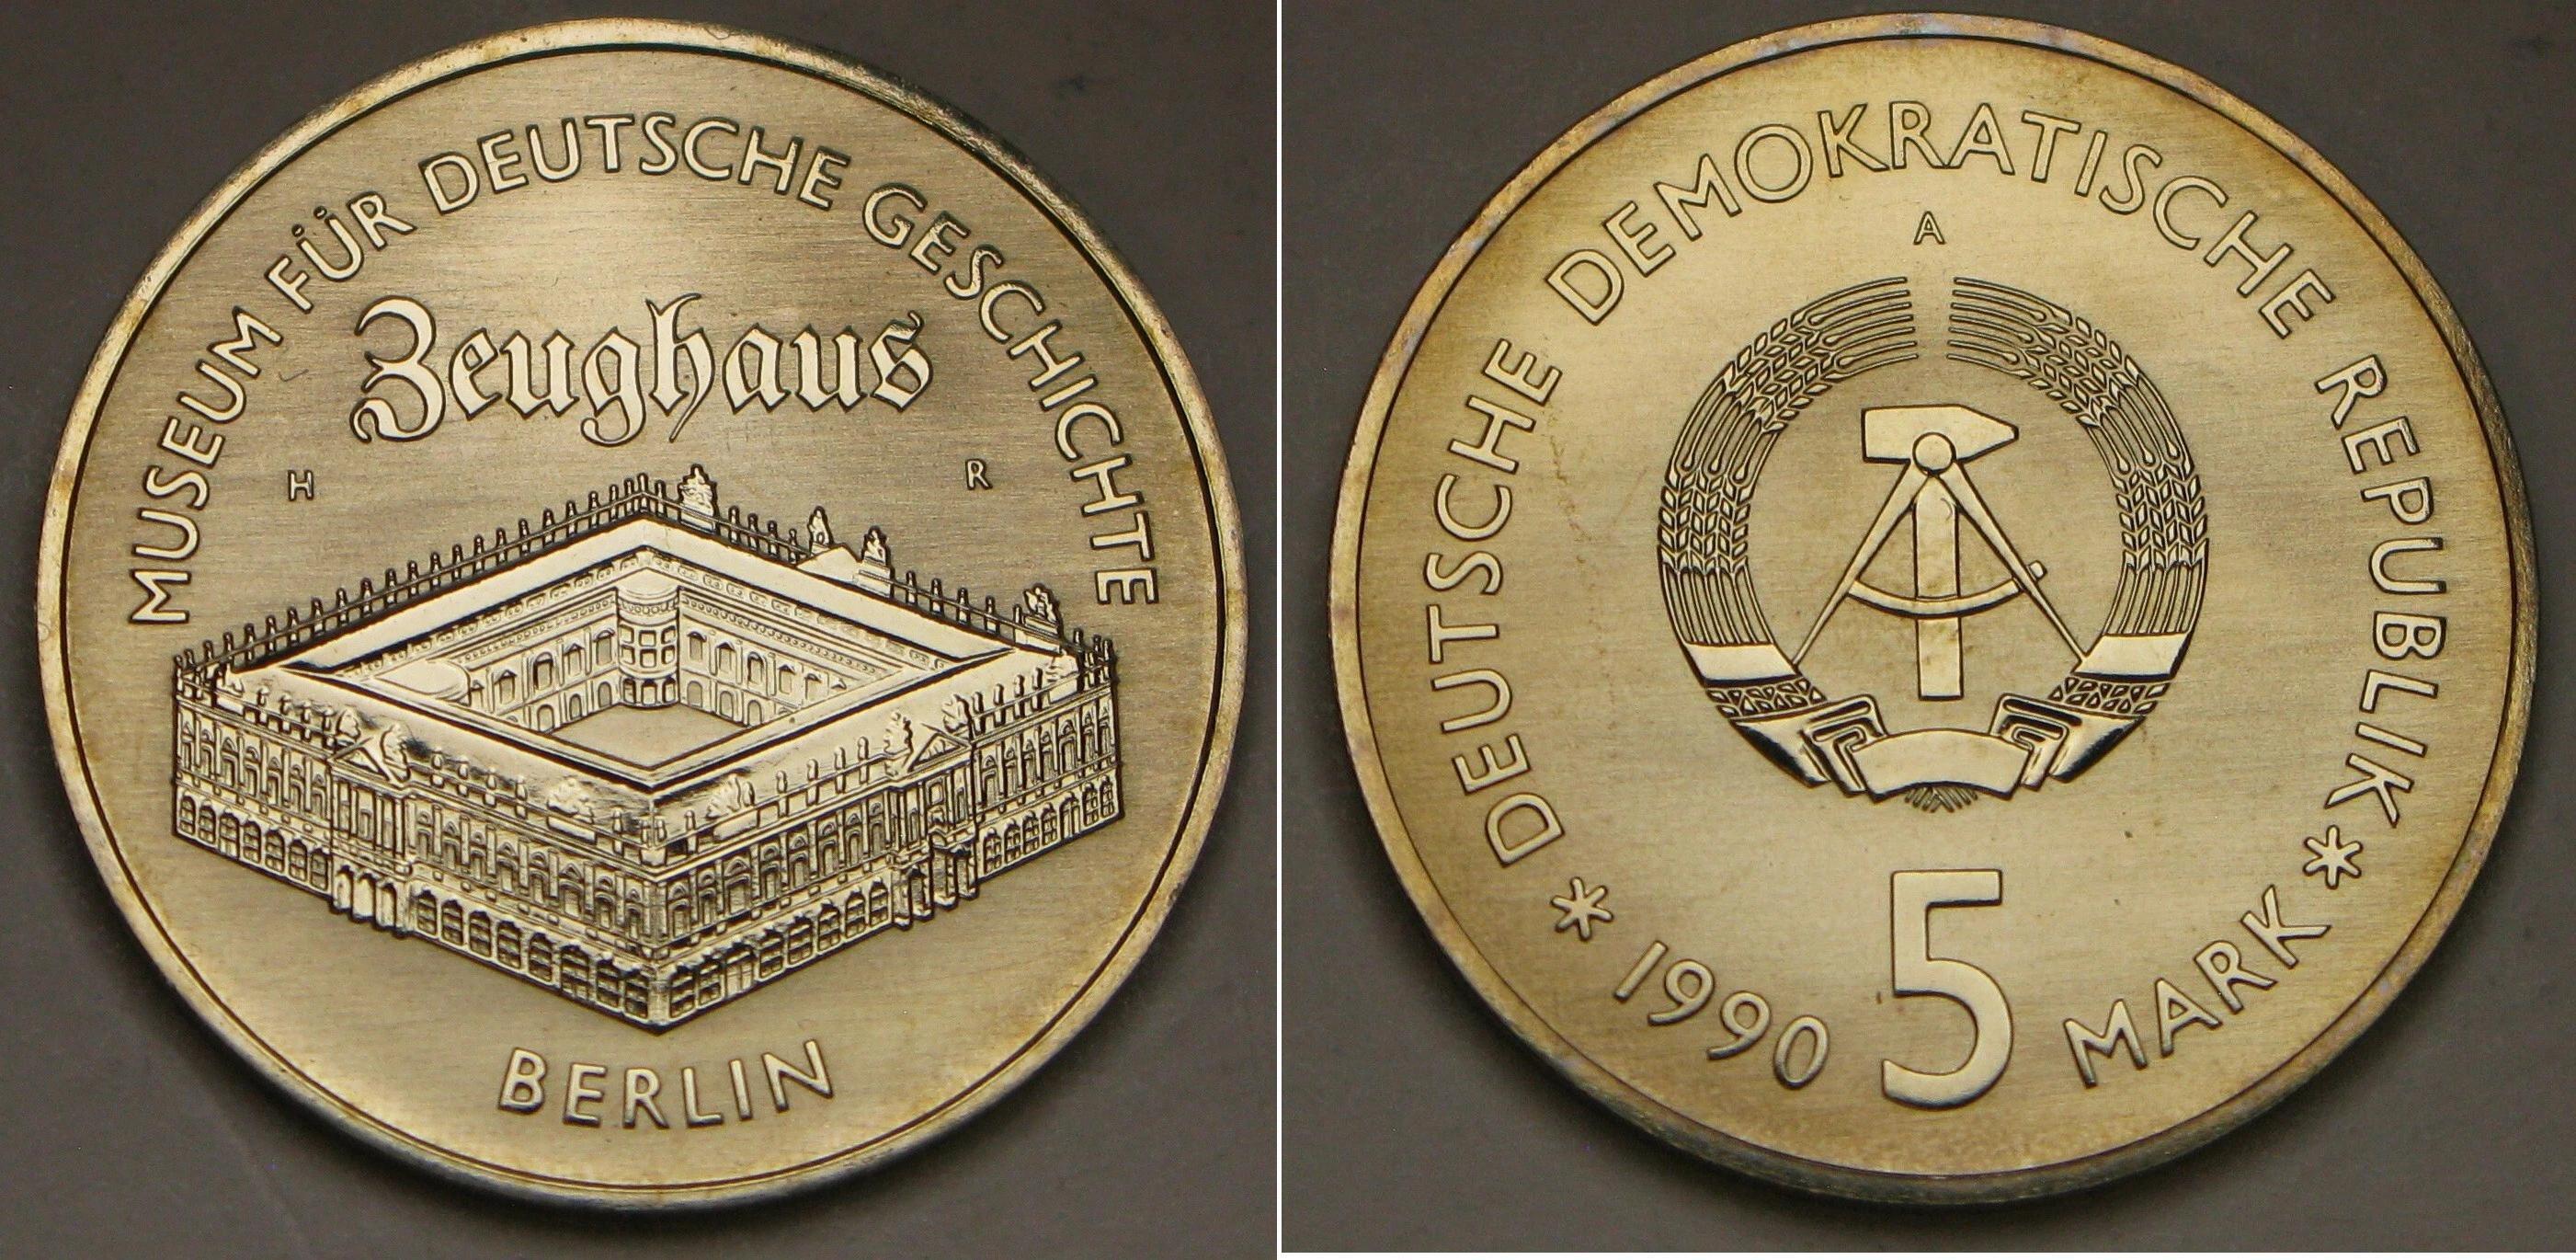 MUSEUM FÜR DEUTSCHE GESCHICHTE
Zeughaus
H R
BERLIN
DEUTSCHE DEMOKRATISCHE REPUBLIK
A
* 1990 5 MARK *